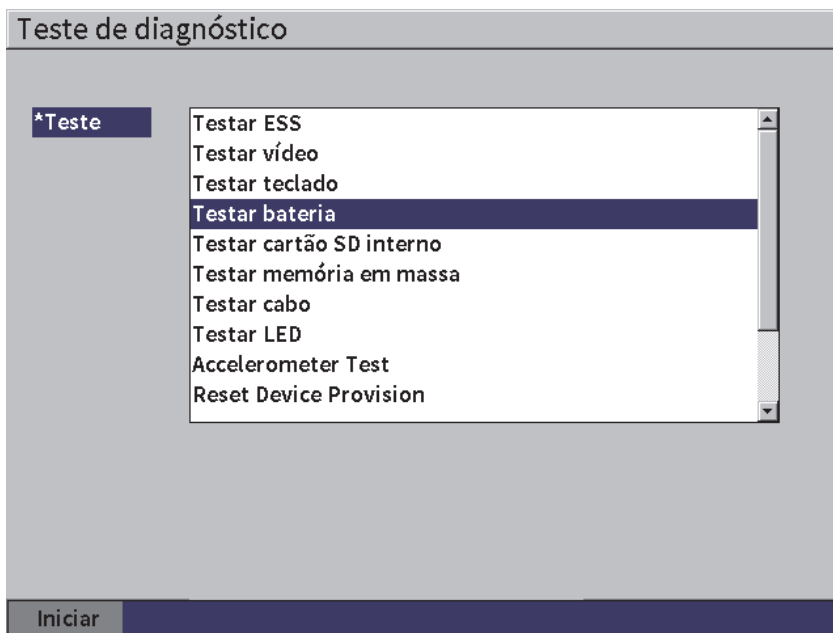 Teste de diagnóstico
*Teste
Testar ESS
Testar vídeo
Testar teclado
Testar bateria
Testar cartão SD interno
Testar memória em massa
Testar cabo
Testar LED
Accelerometer Test
Reset Device Provision
Iniciar